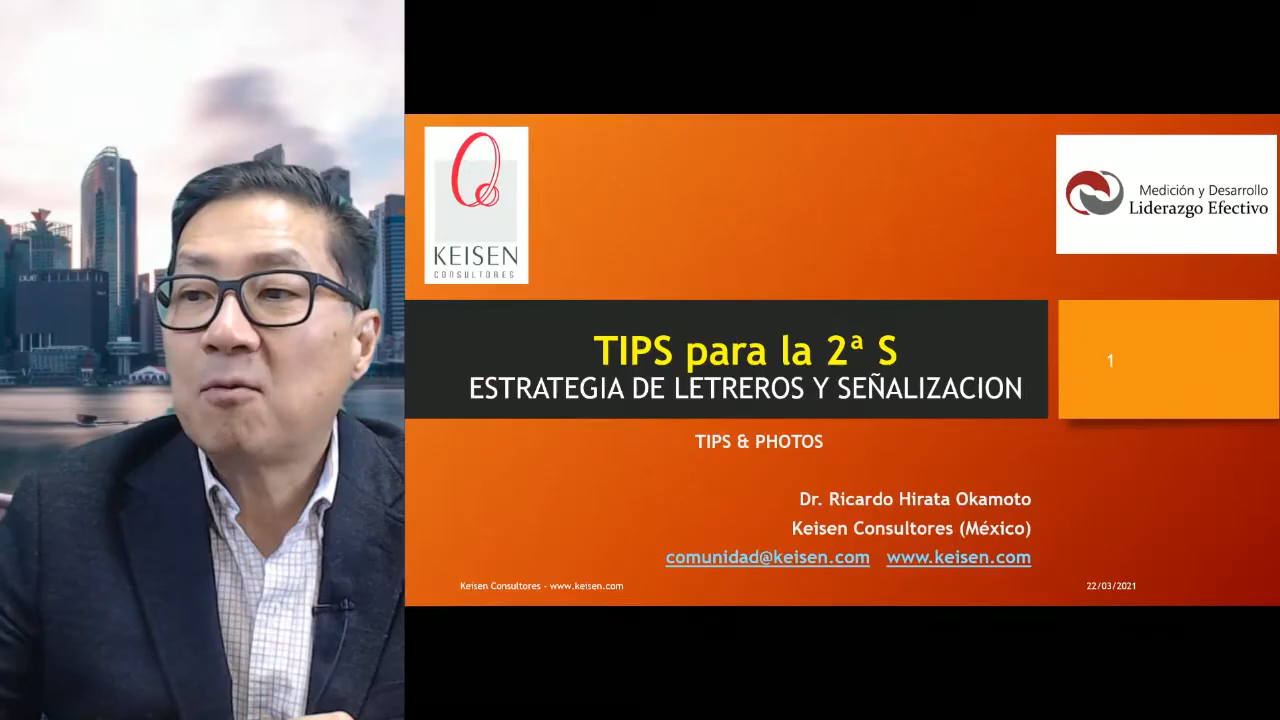 KEISEN
CONSULTORES
Medición y Desarrollo
Liderazgo Efectivo
TIPS para la 2ª S
ESTRATEGIA DE LETREROS Y SEÑALIZACION
1
TIPS & PHOTOS
Dr. Ricardo Hirata Okamoto
Keisen Consultores (México)
comunidad@keisen.com www.keisen.com
Keisen Consultores - www.keisen.com
22/03/2021